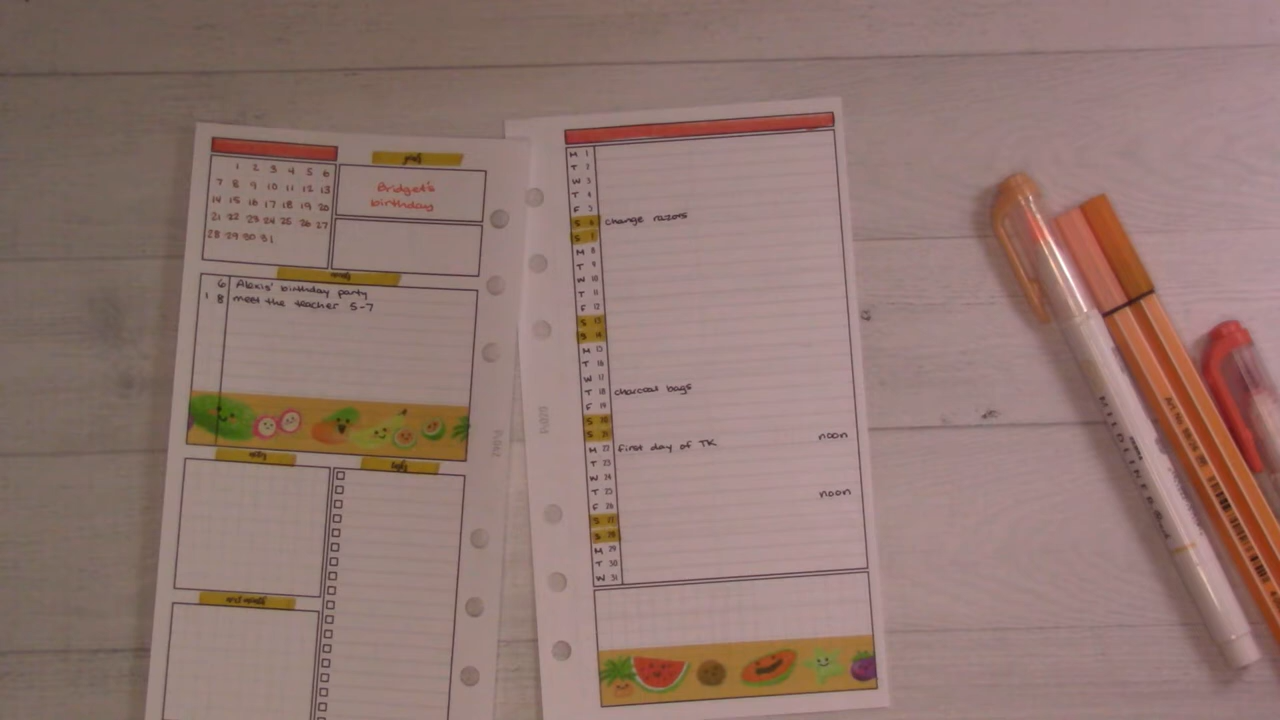 1 2 3 4 5 6
7 8 9 10 11 12 13
14 15 16 17 18 19 20
21 22 23 24 25 26 27
28 29 30 31
Bridget's
birthday
6 Alexis' birthday party
1 8 meet the teacher 5-7
M 1
T 2
W 3
T 4
F 5
S 6 change razors
S 7
M 8
T 9
W 10
T 11
F 12
S 13
S 14
M 15
T 16
W 17
T 18 charcoal bags
F 19
S 20
S 21
M 22 first day of TK noon
T 23
W 24
T 25
F 26 noon
S 27
S 28
M 29
T 30
W 31
MILDLINER